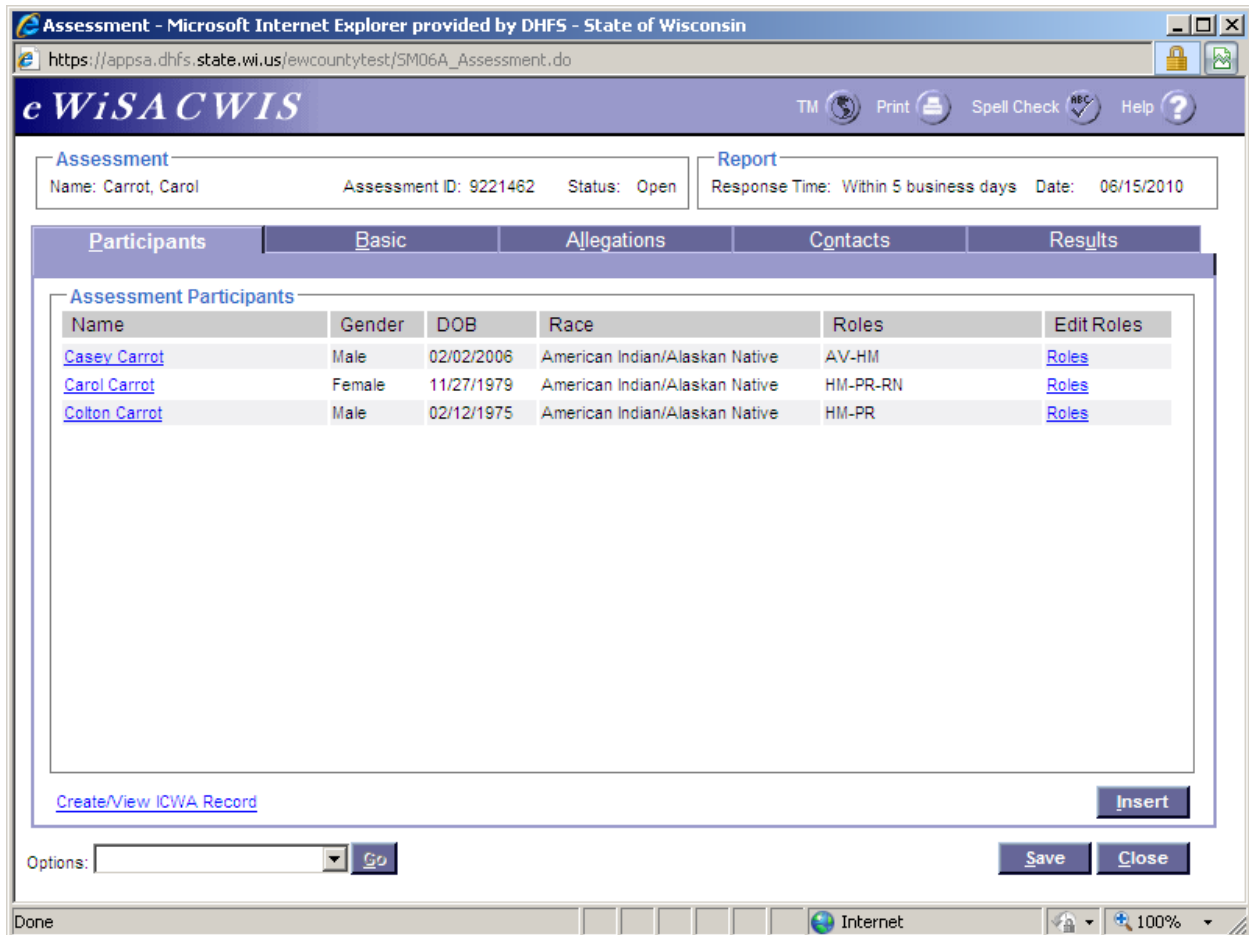 Assessment - Microsoft Internet Explorer provided by DHFS - State of Wisconsin
https://appsa.dhfs.state.wi.us/ewcountytest/SM06A_Assessment.do
eWiSACWIS TM Print Spell Check ABC Help ?
Assessment Report
Name: Carrot, Carol Assessment ID: 9221462 Status: Open Response Time: Within 5 business days Date: 06/15/2010
Participants Basic Allegations Contacts Results
Assessment Participants
Name Gender DOB Race Roles Edit Roles
Casey Carrot Male 02/02/2006 American Indian/Alaskan Native AV-HM Roles
Carol Carrot Female 11/27/1979 American Indian/Alaskan Native HM-PR-RN Roles
Colton Carrot Male 02/12/1975 American Indian/Alaskan Native HM-PR Roles
Create/View ICWA Record Insert
Options: Go Save Close
Done Internet 100%